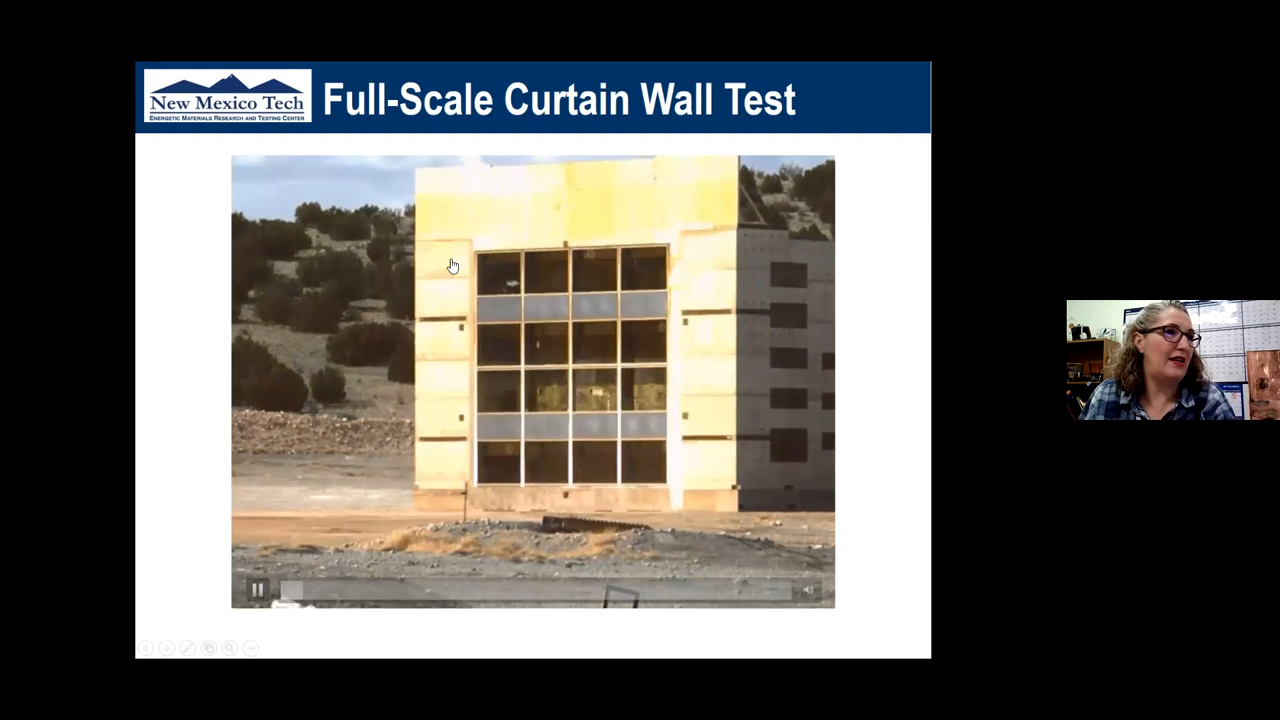 New Mexico Tech
Energetic Materials Research and Testing Center
Full-Scale Curtain Wall Test